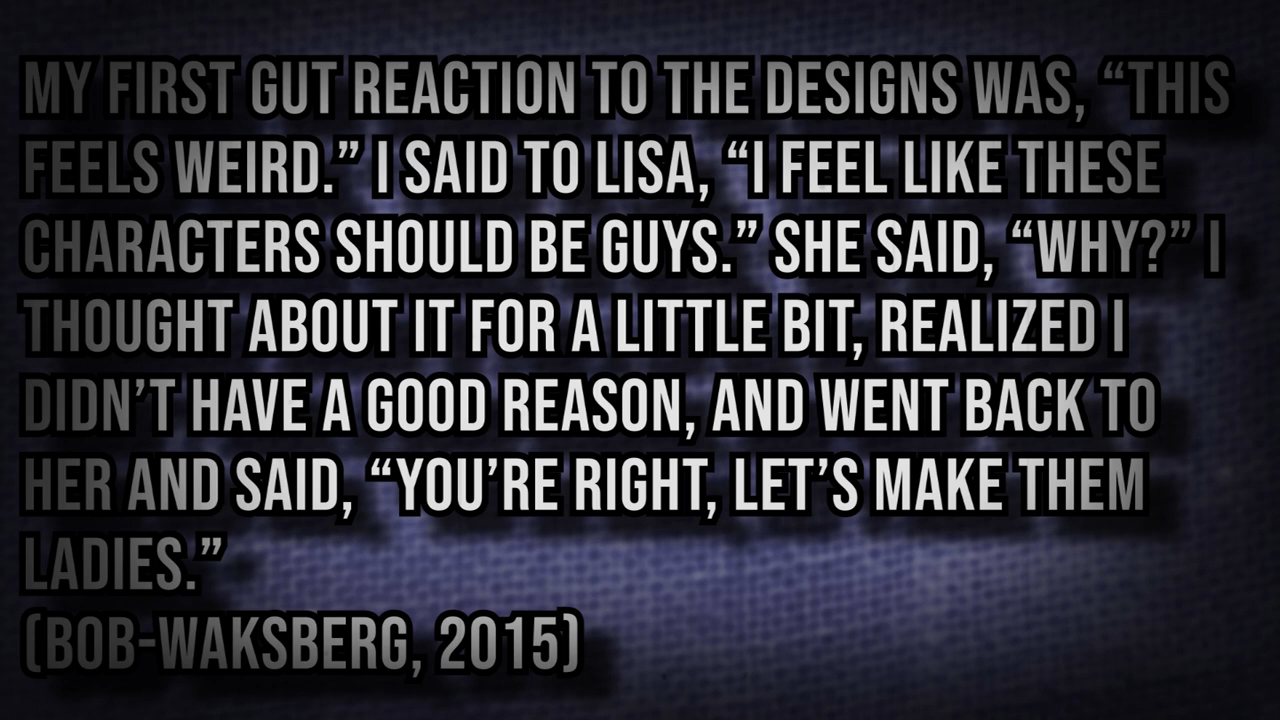 MY FIRST GUT REACTION TO THE DESIGNS WAS, “THIS
FEELS WEIRD.” I SAID TO LISA, “I FEEL LIKE THESE
CHARACTERS SHOULD BE GUYS.” SHE SAID, “WHY?” I
THOUGHT ABOUT IT FOR A LITTLE BIT, REALIZED I
DIDN’T HAVE A GOOD REASON, AND WENT BACK TO
HER AND SAID, “YOU’RE RIGHT, LET’S MAKE THEM
LADIES.”
(BOB-WAKSBERG, 2015)